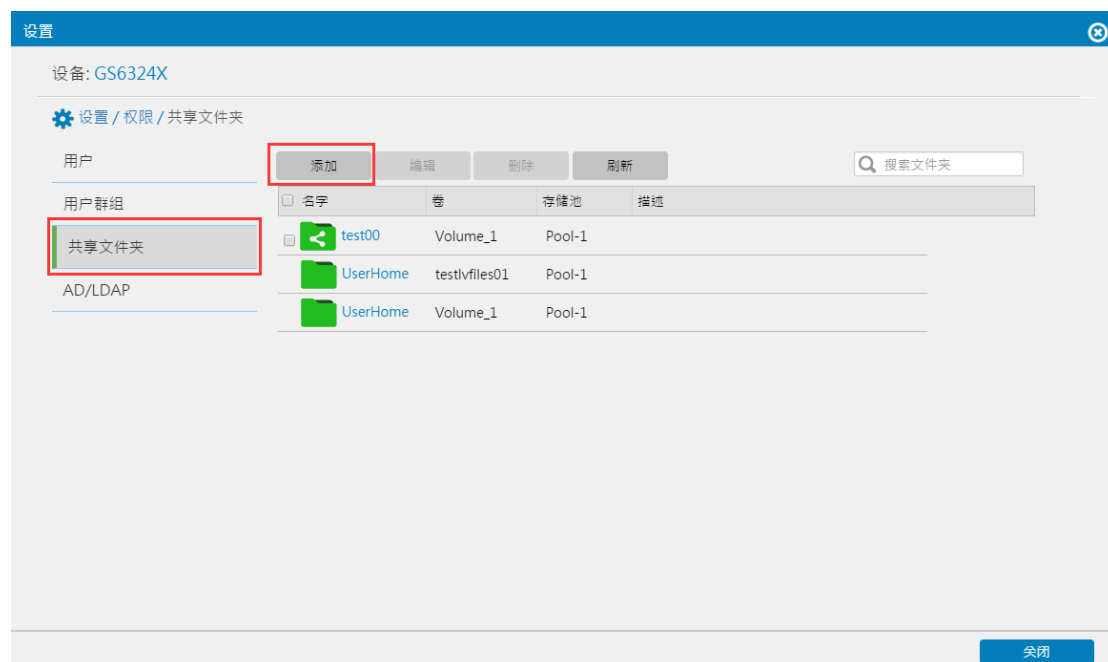 设置
设备: GS6324X
设置 / 权限 / 共享文件夹
用户
用户群组
共享文件夹
AD/LDAP
添加 编辑 删除 刷新 搜索文件夹
名字 卷 存储池 描述
test00 Volume_1 Pool-1
UserHome testlvfiles01 Pool-1
UserHome Volume_1 Pool-1
关闭